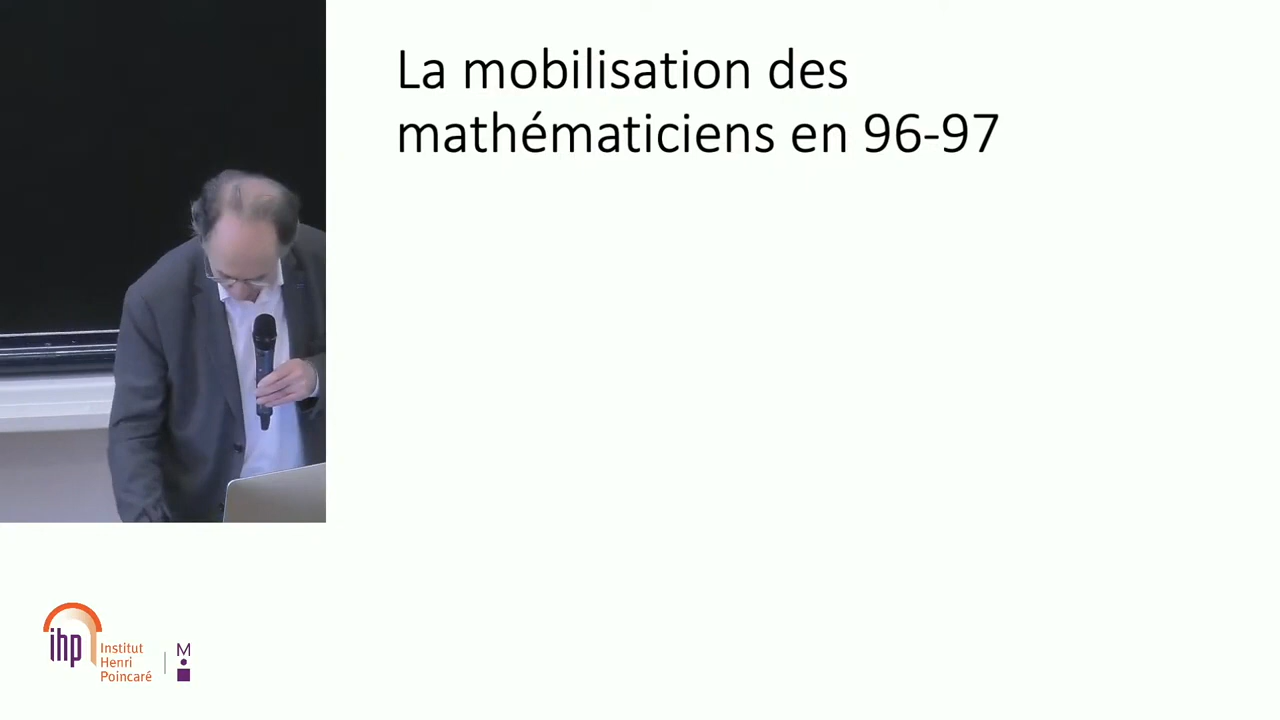 La mobilisation des
mathématiciens en 96-97
ihp
Institut
Henri
Poincaré
M